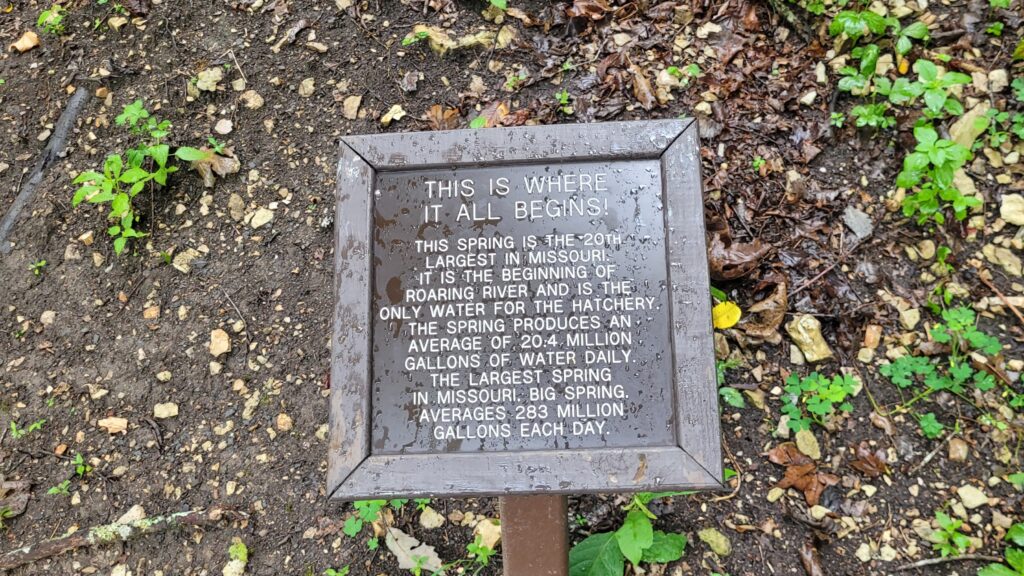 THIS IS WHERE
IT ALL BEGINS!
THIS SPRING IS THE 20TH
LARGEST IN MISSOURI.
IT IS THE BEGINNING OF
ROARING RIVER AND IS THE
ONLY WATER FOR THE HATCHERY.
THE SPRING PRODUCES AN
AVERAGE OF 20.4 MILLION
GALLONS OF WATER DAILY.
THE LARGEST SPRING
IN MISSOURI, BIG SPRING,
AVERAGES 283 MILLION
GALLONS EACH DAY.